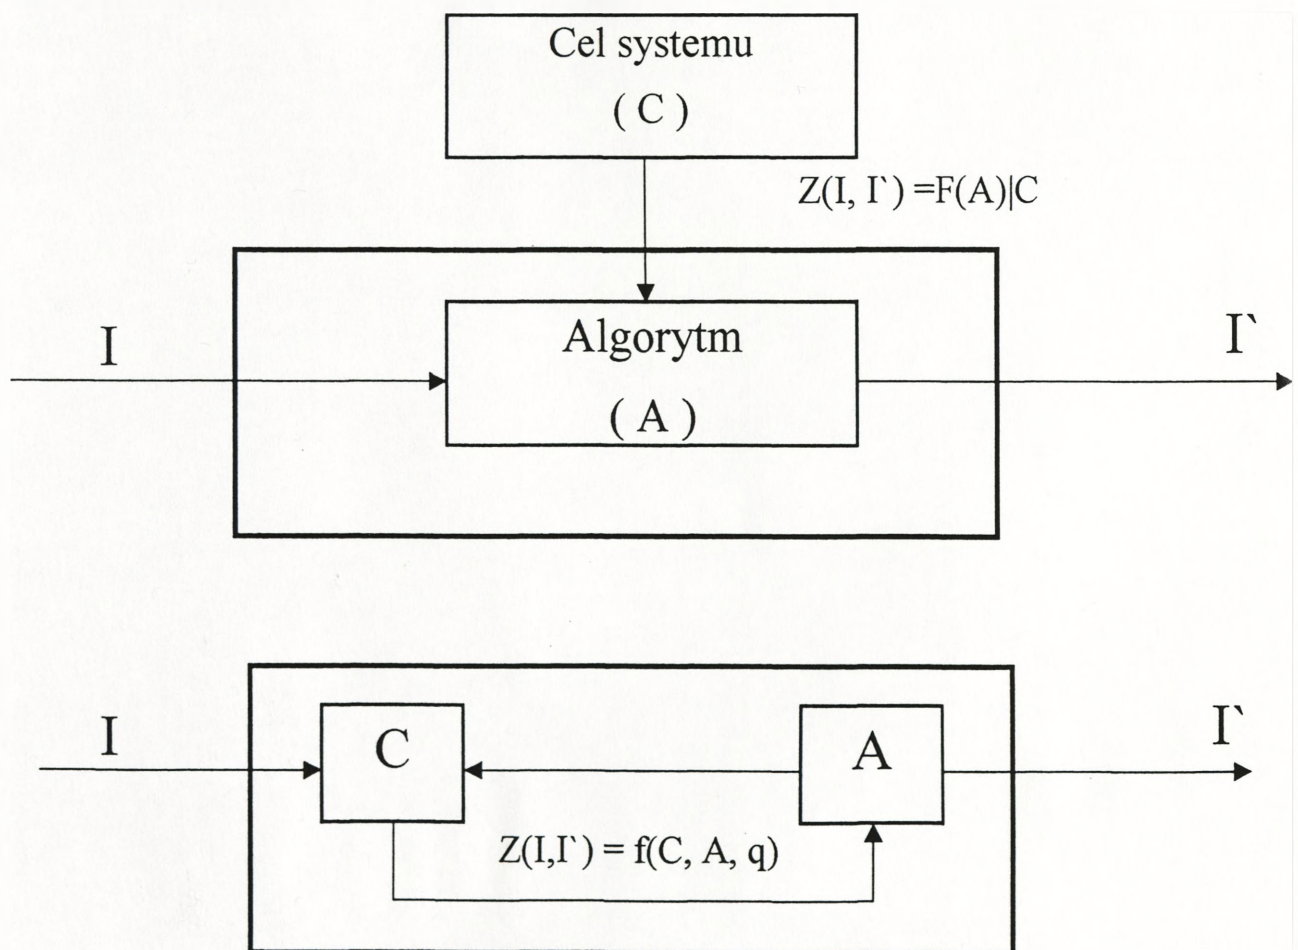 Cel systemu
( C )
Z(I, I`) =F(A)|C
I
Algorytm
( A )
I`
I
C
A
I`
Z(I,I`) = f(C, A, q)